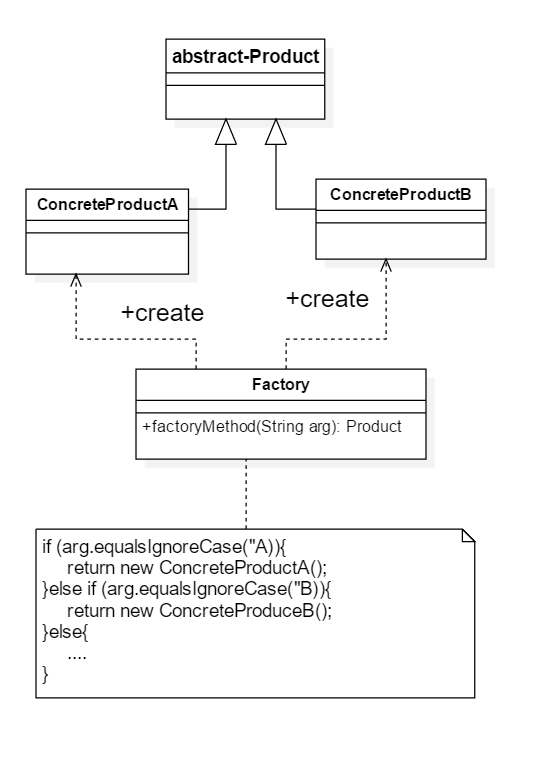 abstract-Product
ConcreteProductA
ConcreteProductB
+create
+create
Factory
+factoryMethod(String arg): Product
if (arg.equalsIgnoreCase("A)){
return new ConcreteProductA();
}else if (arg.equalsIgnoreCase("B)){
return new ConcreteProduceB();
}else{
....
}